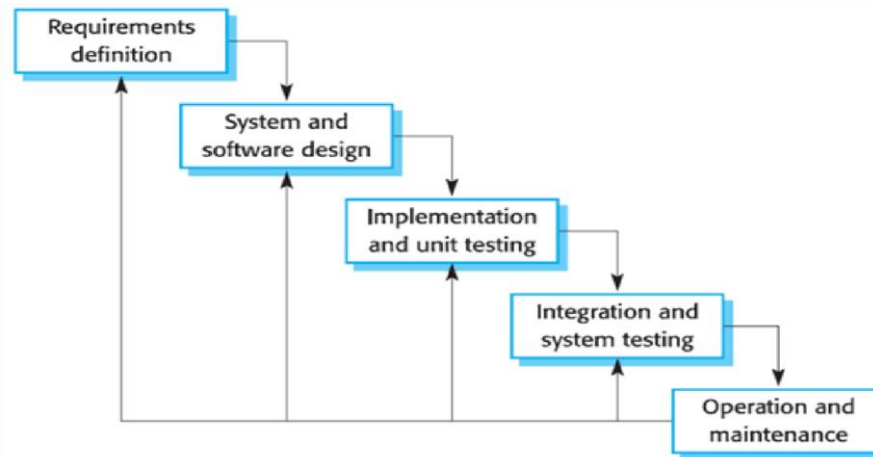 Requirements
definition
System and
software design
Implementation
and unit testing
Integration and
system testing
Operation and
maintenance